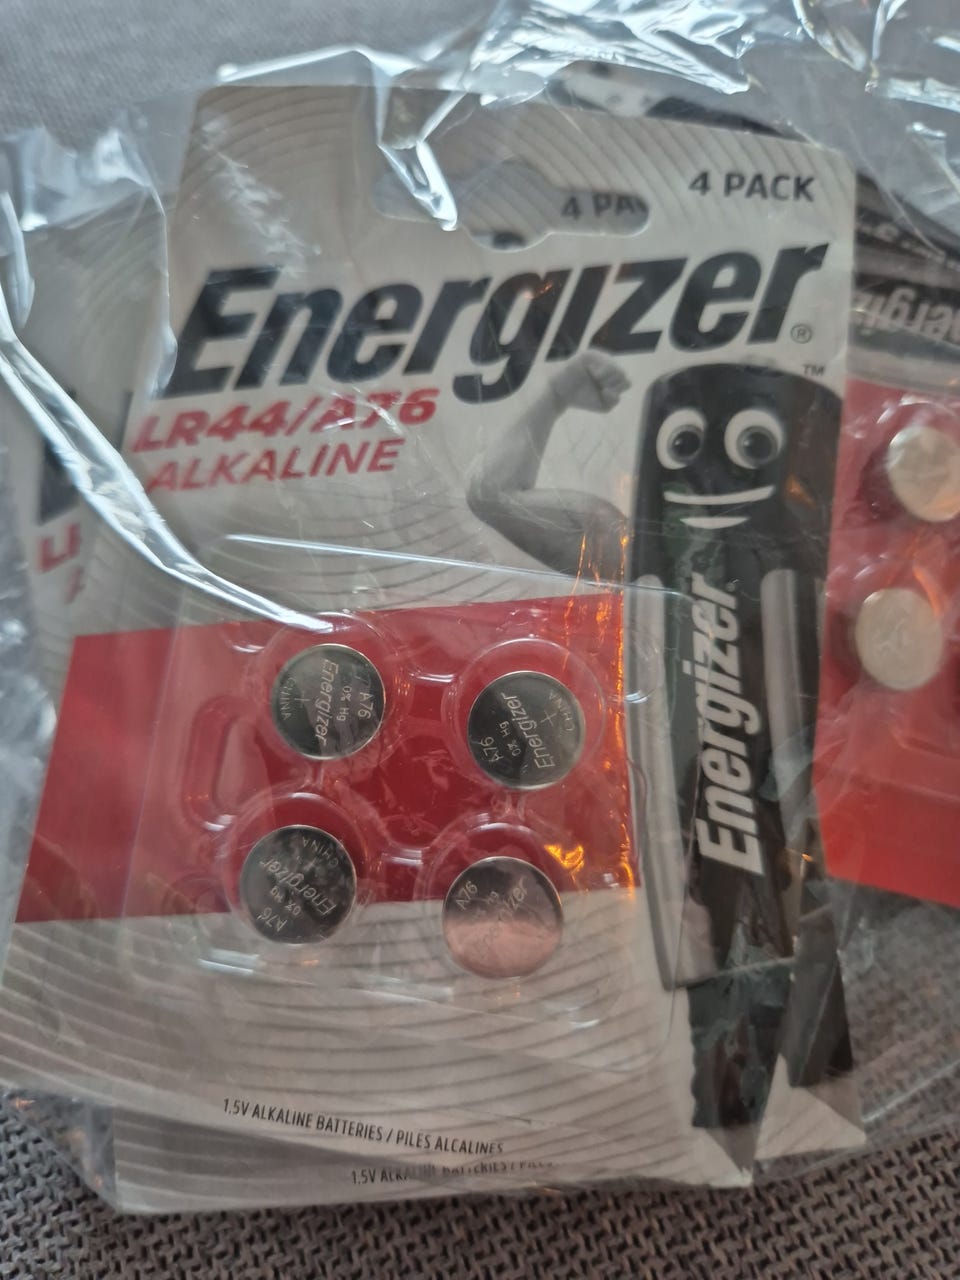 4 PACK
4 PA
Energizer®
™
LR44/A76
ALKALINE
Energizer
CHINA
Energizer
0% Hg
A76
CHINA
Energizer
0% Hg
A76
CHINA
Energizer
0% Hg
A76
A76
1.5V ALKALINE BATTERIES / PILES ALCALINES
1.5V ALKALINE BATTERIES / PILES